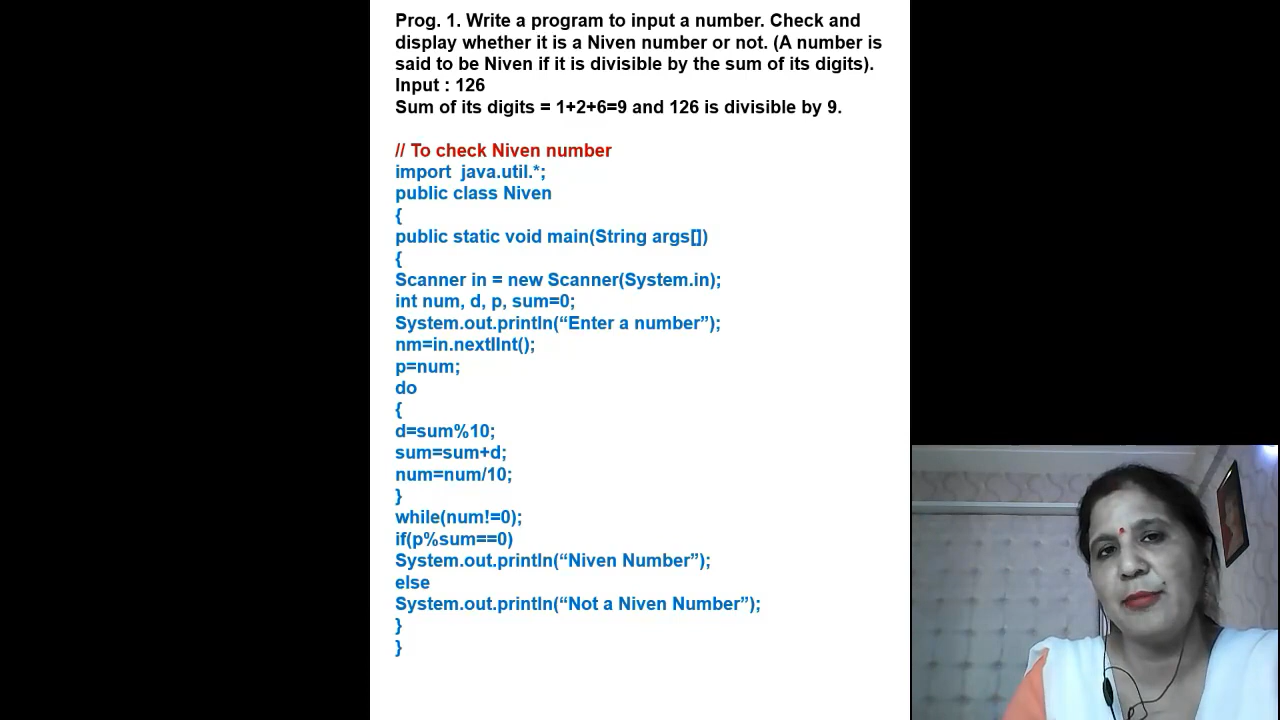 Prog. 1. Write a program to input a number. Check and
display whether it is a Niven number or not. (A number is
said to be Niven if it is divisible by the sum of its digits).
Input : 126
Sum of its digits = 1+2+6=9 and 126 is divisible by 9.
// To check Niven number
import  java.util.*;
public class Niven
{
public static void main(String args[])
{
Scanner in = new Scanner(System.in);
int num, d, p, sum=0;
System.out.println(“Enter a number”);
nm=in.nextIInt();
p=num;
do
{
d=sum%10;
sum=sum+d;
num=num/10;
}
while(num!=0);
if(p%sum==0)
System.out.println(“Niven Number”);
else
System.out.println(“Not a Niven Number”);
}
}